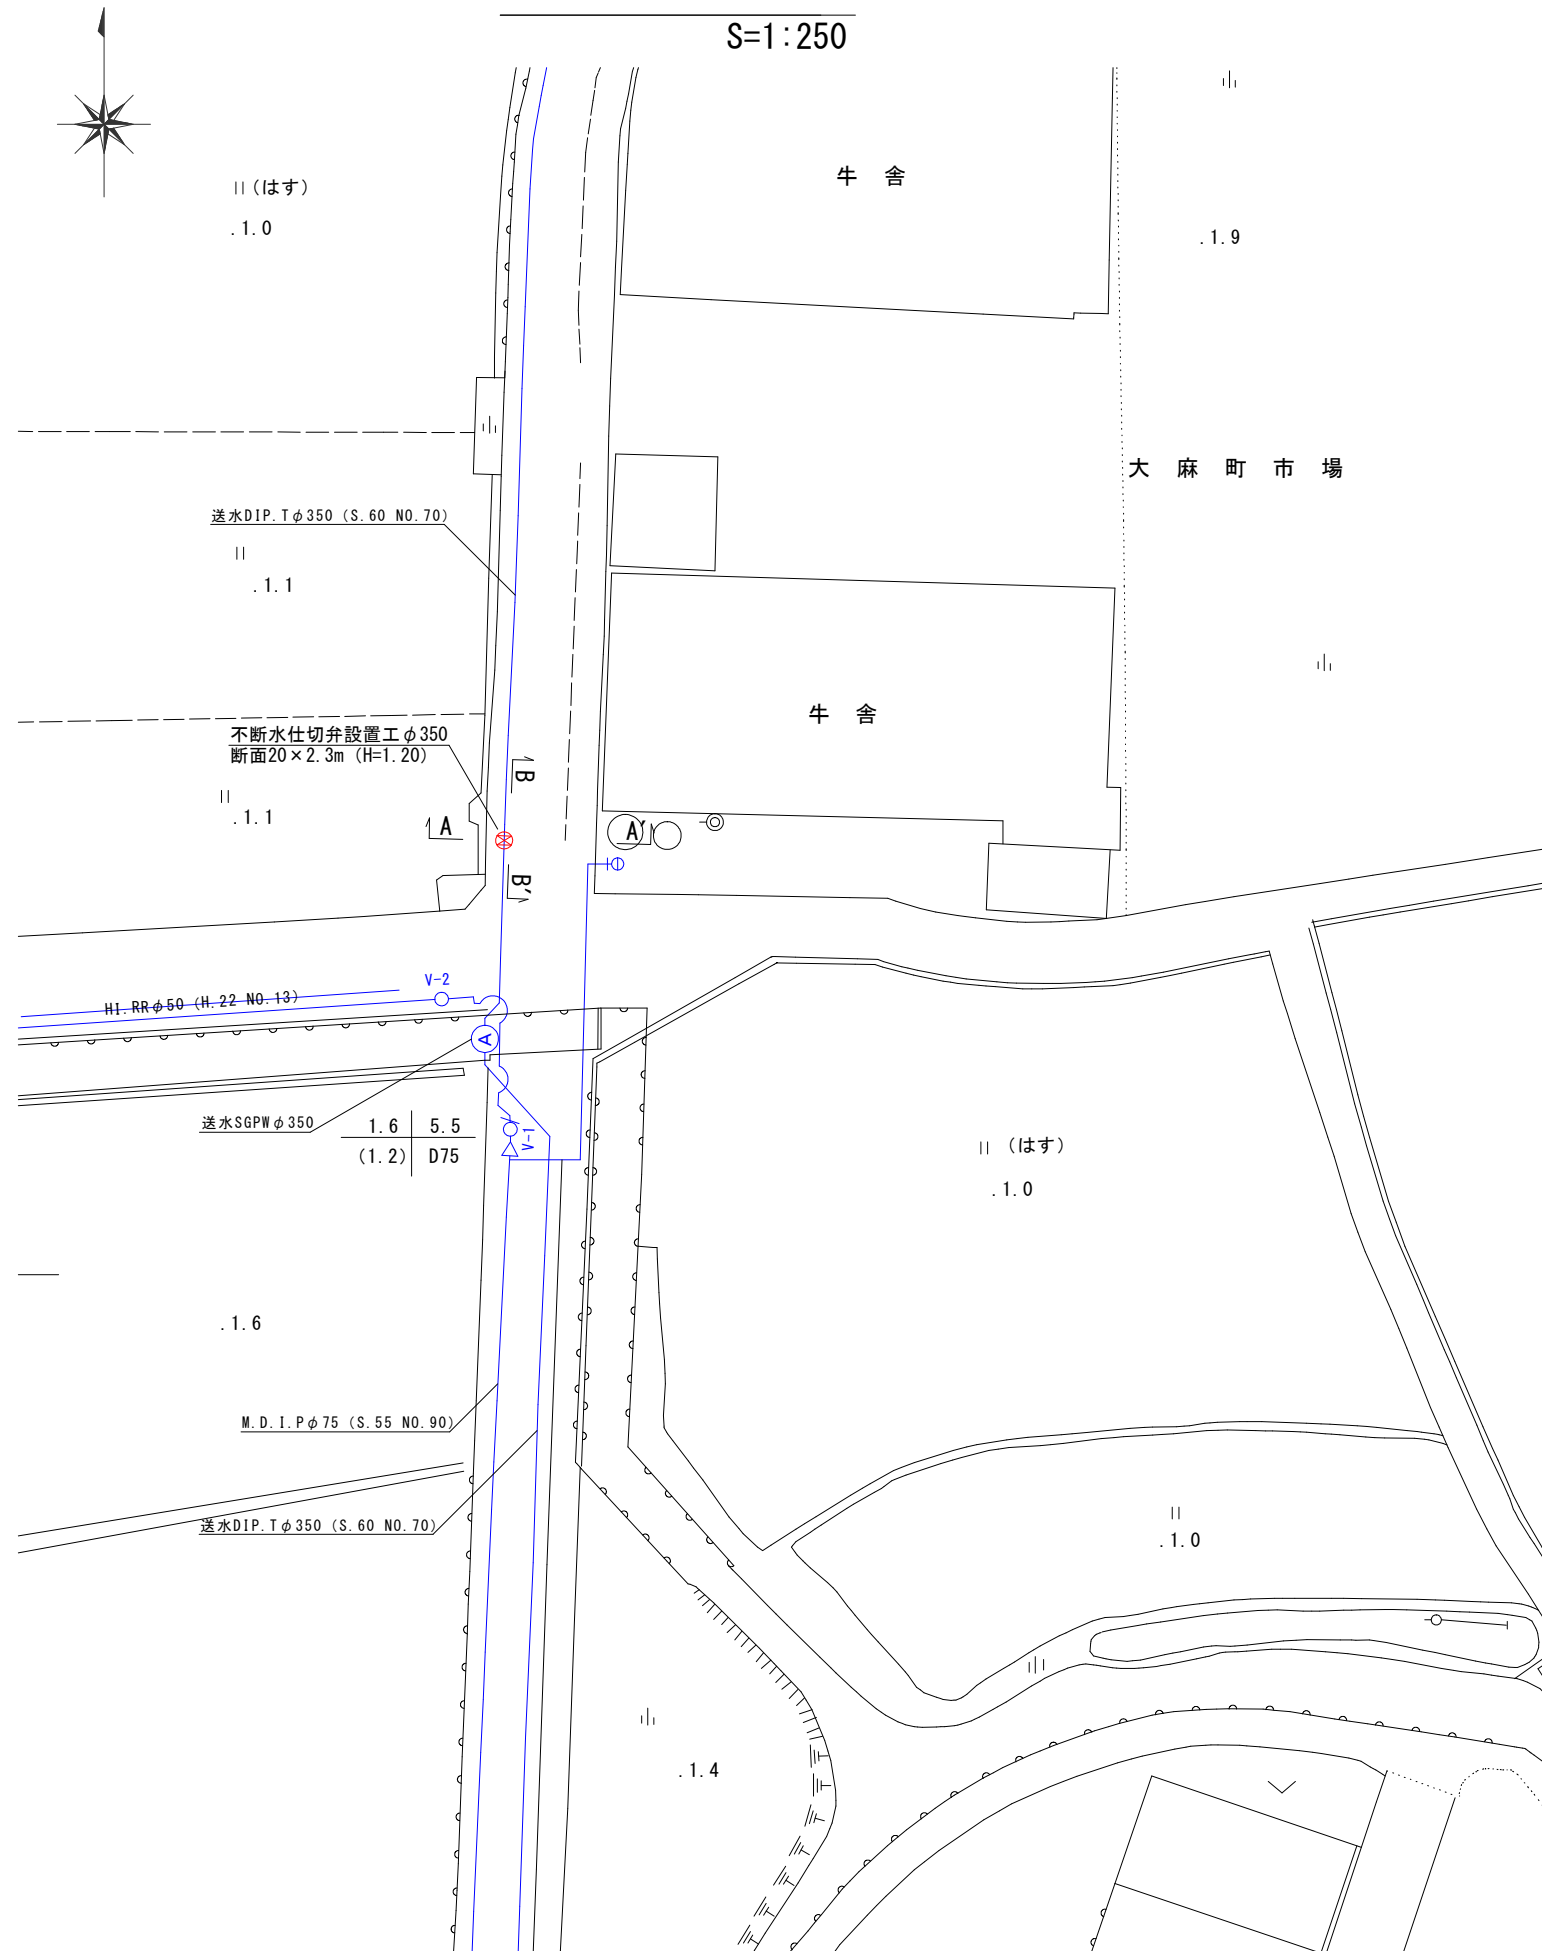 S=1:250
(はす)
.1.0
牛 舎
.1.9
大 麻 町 市 場
送水DIP.Tφ350 (S.60 NO.70)
.1.1
牛 舎
不断水仕切弁設置工φ350
断面20×2.3m (H=1.20)
B
.1.1
A
A'
B'
V-2
HI.RRφ50 (H.22 NO.13)
A
送水SGPWφ350
1.6 5.5
(1.2) D75
V-1
(はす)
.1.0
.1.6
M.D.I.Pφ75 (S.55 NO.90)
送水DIP.Tφ350 (S.60 NO.70)
.1.0
.1.4